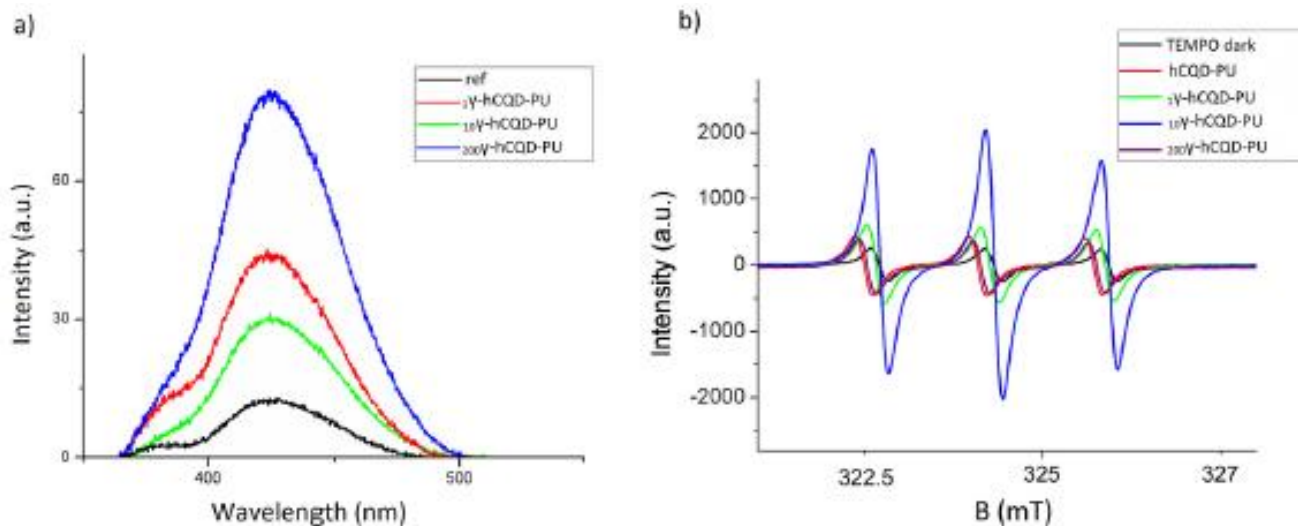 a)
ref
1γ-hCQD-PU
10γ-hCQD-PU
200γ-hCQD-PU
Intensity (a.u.)
60
30
0
400
500
Wavelength (nm)
b)
TEMPO dark
hCQD-PU
1γ-hCQD-PU
10γ-hCQD-PU
200γ-hCQD-PU
Intensity (a.u.)
2000
1000
0
-1000
-2000
322.5
325
327
B (mT)